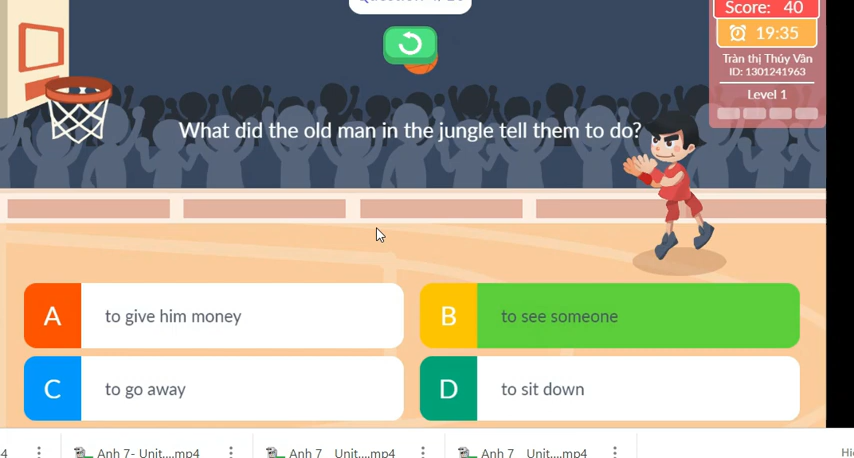 Score: 40
19:35
Tràn thị Thúy Vân
ID: 1301241963
Level 1
What did the old man in the jungle tell them to do?
A to give him money
B to see someone
C to go away
D to sit down
Anh 7- Unit....mp4
Anh 7
Unit....mp4
Anh 7
Unit....mp4